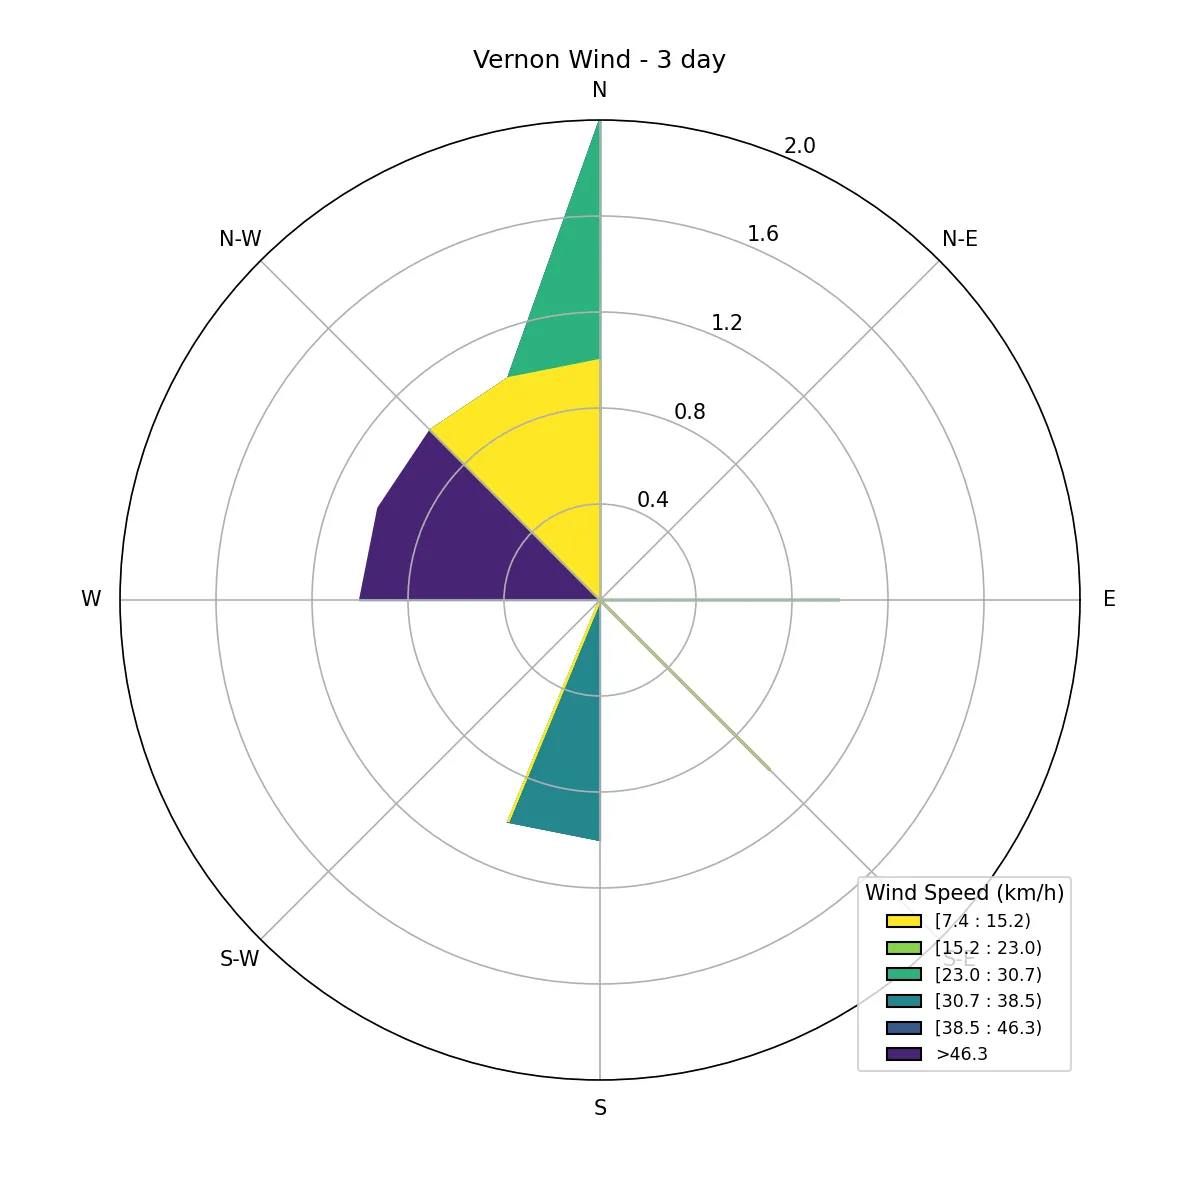 Vernon Wind - 3 day
N
2.0
N-W
1.6
N-E
1.2
0.8
0.4
W
E
Wind Speed (km/h)
[7.4 : 15.2)
[15.2 : 23.0)
S-W
S-E
[23.0 : 30.7)
[30.7 : 38.5)
[38.5 : 46.3)
>46.3
S